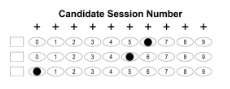 Candidate Session Number
+ + + + + + + + + +
0 1 2 3 4 5 7 8 9
0 1 2 3 4 6 7 8 9
1 2 3 4 5 6 7 8 9